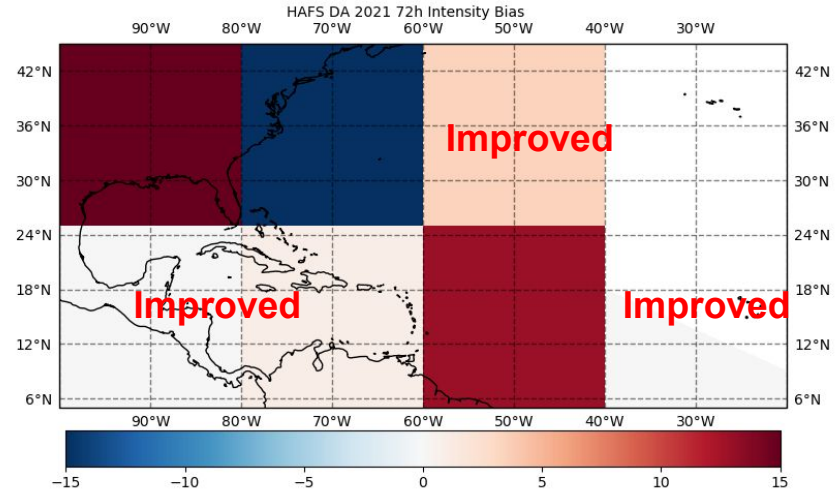 HAFS DA 2021 72h Intensity Bias
90°W 80°W 70°W 60°W 50°W 40°W 30°W
42°N 42°N
36°N Improved 36°N
30°N 30°N
24°N 24°N
18°N Improved Improved 18°N
12°N 12°N
6°N 6°N
90°W 80°W 70°W 60°W 50°W 40°W 30°W
−15 −10 −5 0 5 10 15